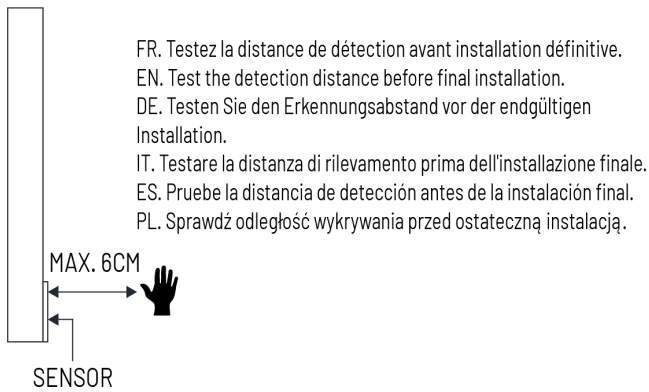 FR. Testez la distance de détection avant installation définitive.
EN. Test the detection distance before final installation.
DE. Testen Sie den Erkennungsabstand vor der endgültigen
Installation.
IT. Testare la distanza di rilevamento prima dell'installazione finale.
ES. Pruebe la distancia de detección antes de la instalación final.
PL. Sprawdź odległość wykrywania przed ostateczną instalacją.
MAX. 6CM
SENSOR